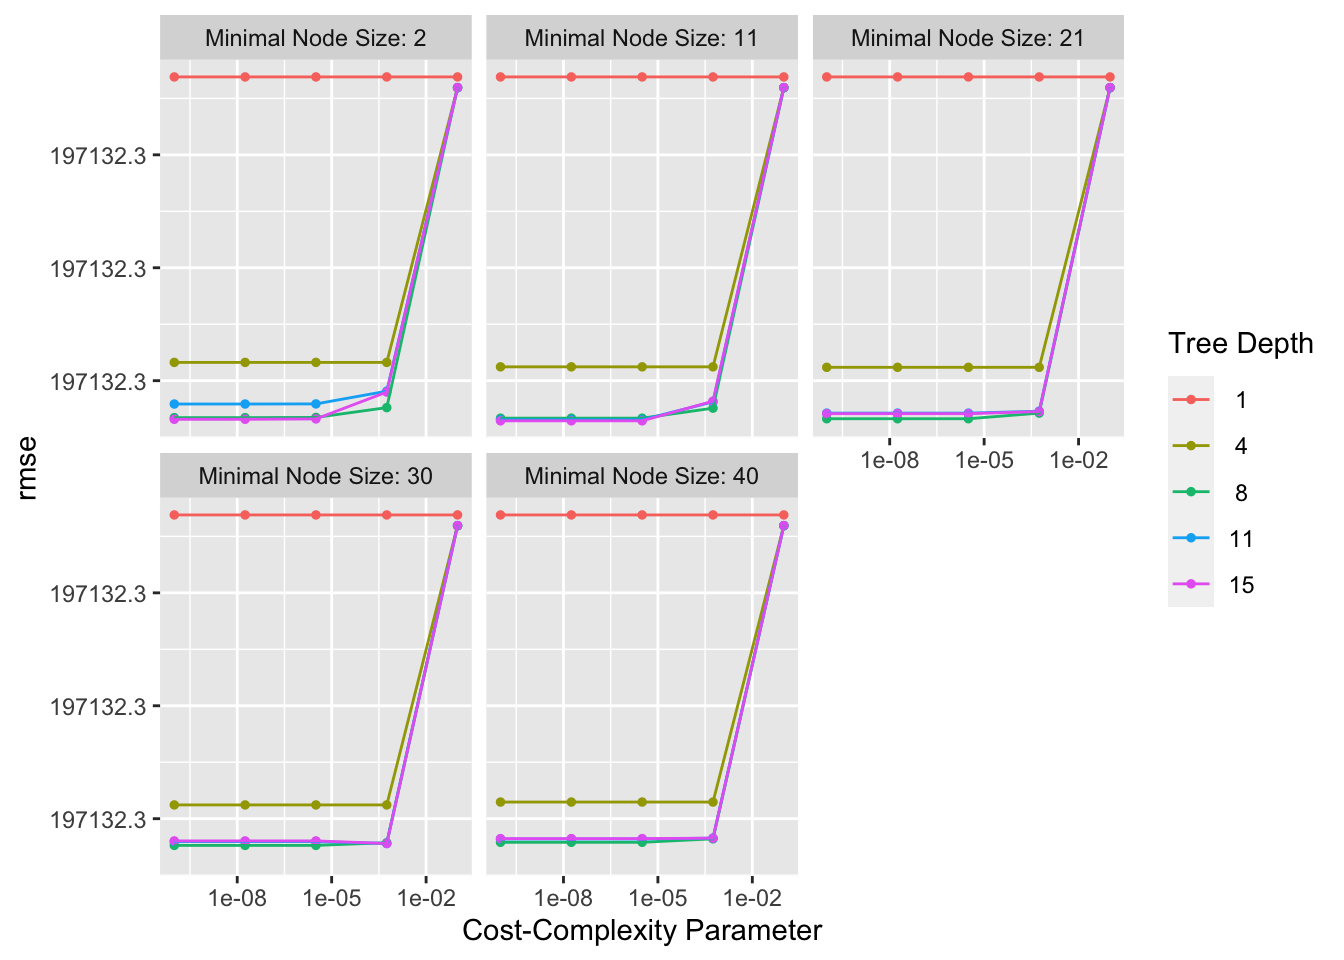 Minimal Node Size: 2
Minimal Node Size: 11
Minimal Node Size: 21
197132.3
197132.3
197132.3
1e-08
1e-05
1e-02
Minimal Node Size: 30
Minimal Node Size: 40
197132.3
197132.3
197132.3
1e-08
1e-05
1e-02
1e-08
1e-05
1e-02
rmse
Cost-Complexity Parameter
Tree Depth
1
4
8
11
15